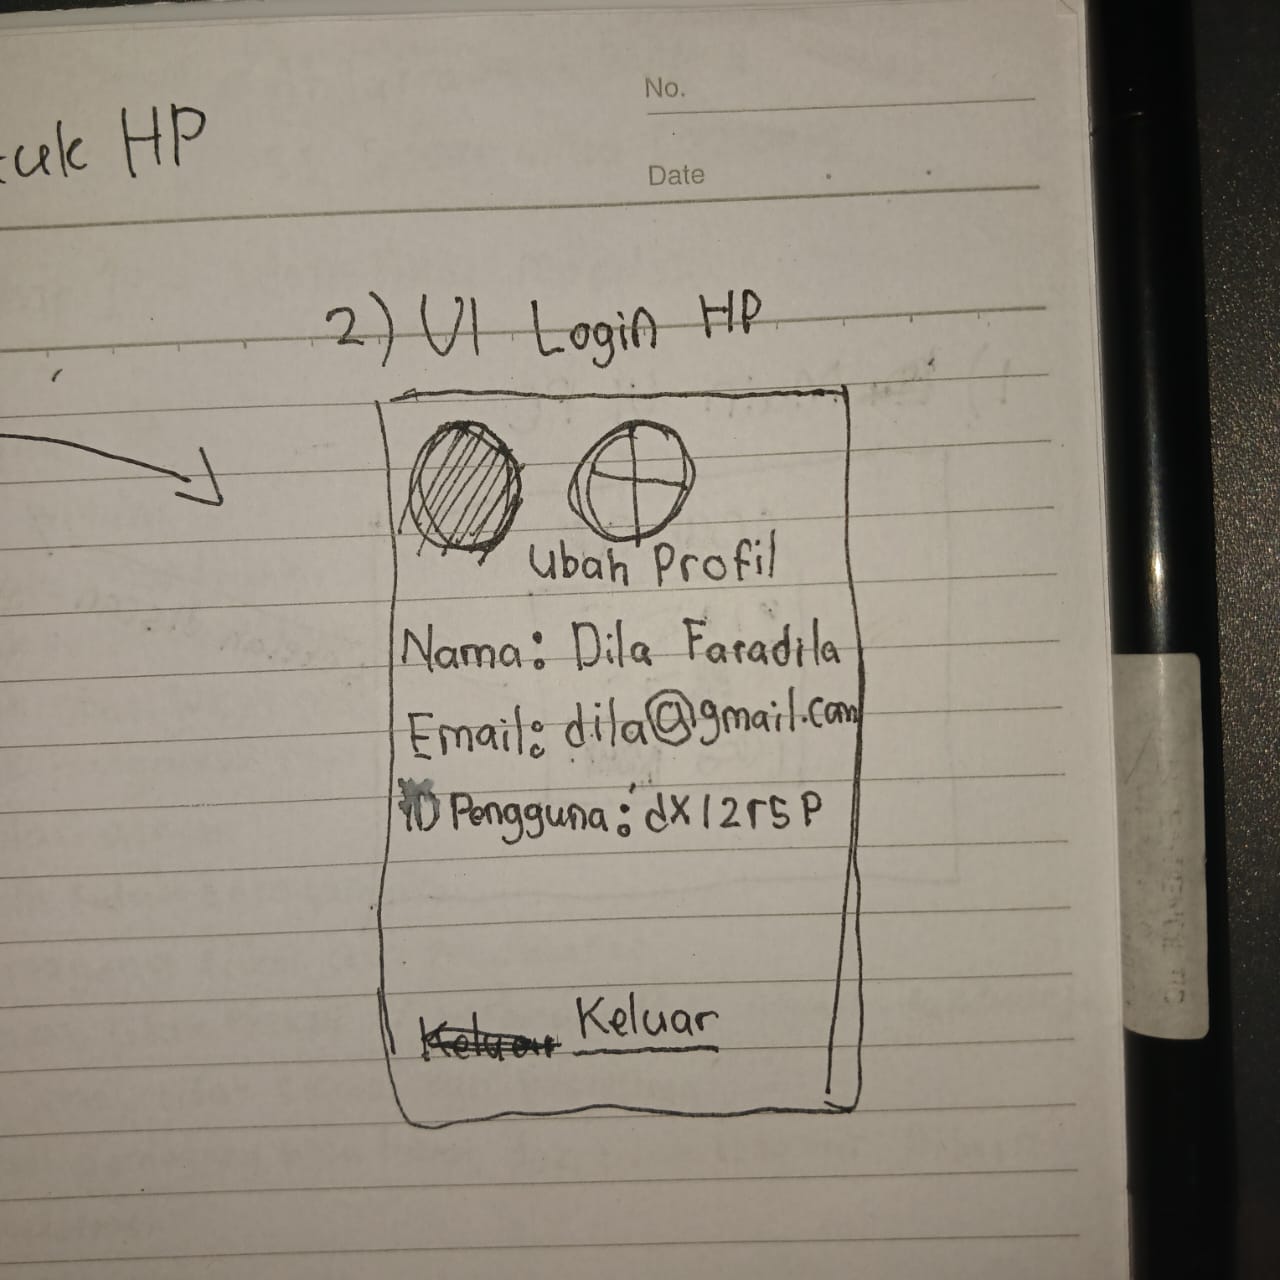 HP
No.
Date
2) UI Login HP
Ubah Profil
Nama: Dila Faradila
Email: dila@gmail.com
ID Pengguna: dX12r5P
Keluar Keluar